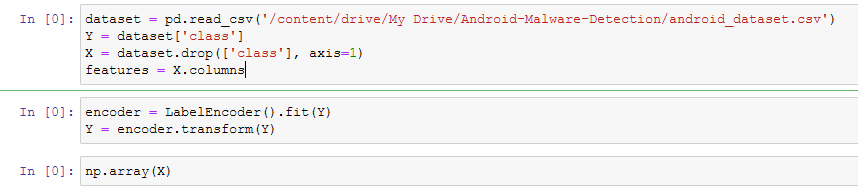 In [0]: dataset = pd.read_csv('/content/drive/My Drive/Android-Malware-Detection/android_dataset.csv')
Y = dataset['class']
X = dataset.drop(['class'], axis=1)
features = X.columns
In [0]: encoder = LabelEncoder().fit(Y)
Y = encoder.transform(Y)
In [0]: np.array(X)